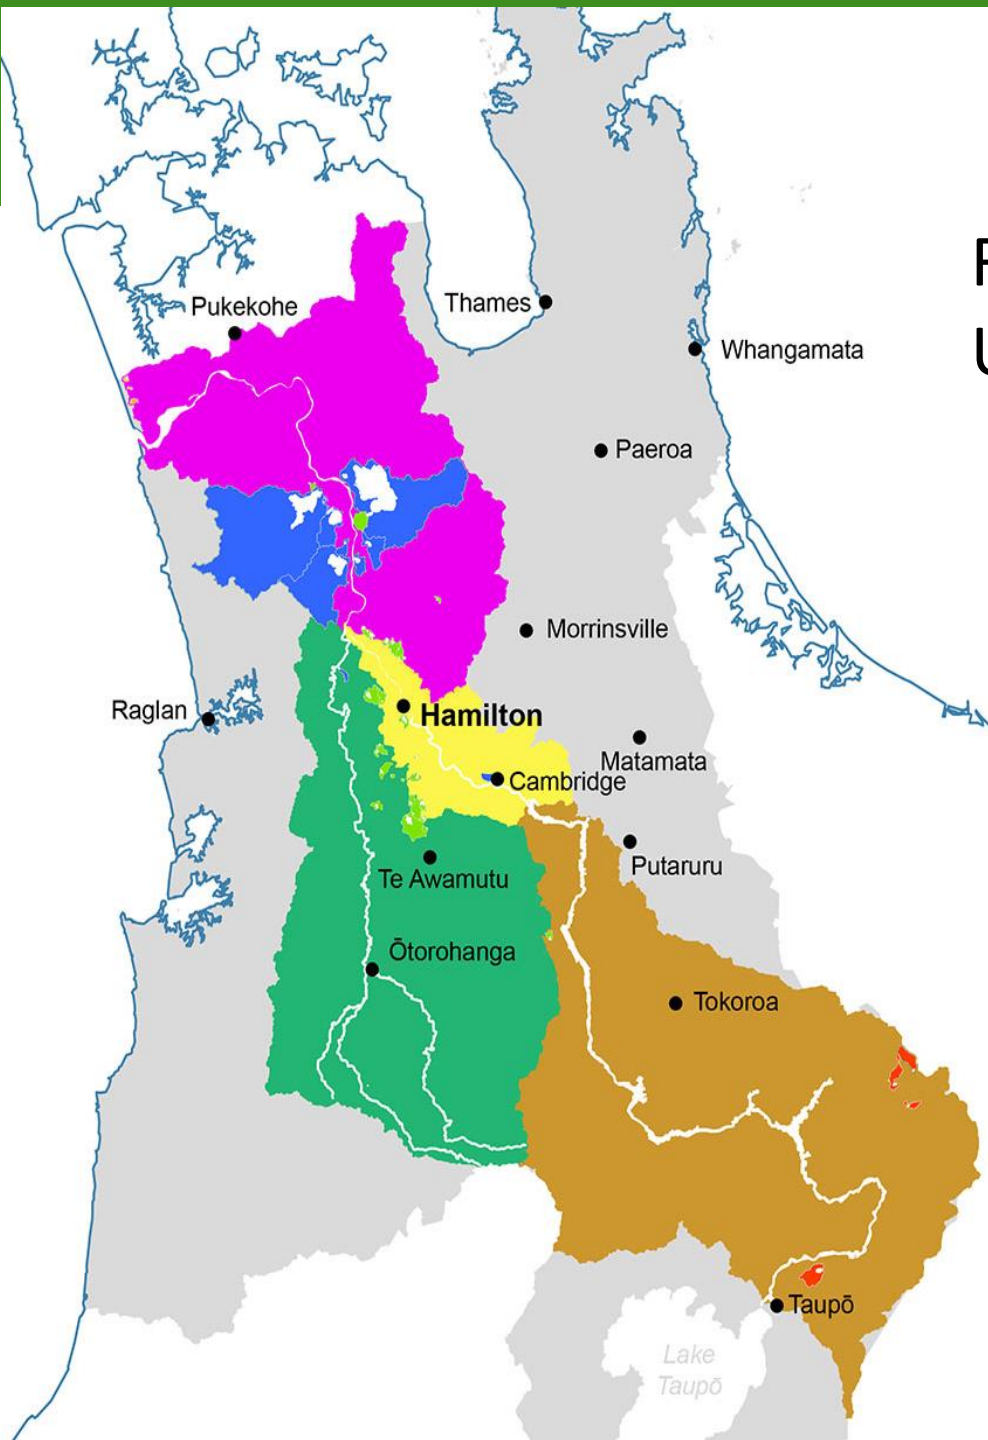 Pukekohe
Thames
Whangamata
Paeroa
Morrinsville
Raglan
Hamilton
Matamata
Cambridge
Putaruru
Te Awamutu
Ōtorohanga
Tokoroa
Taupō
Lake
Taupō